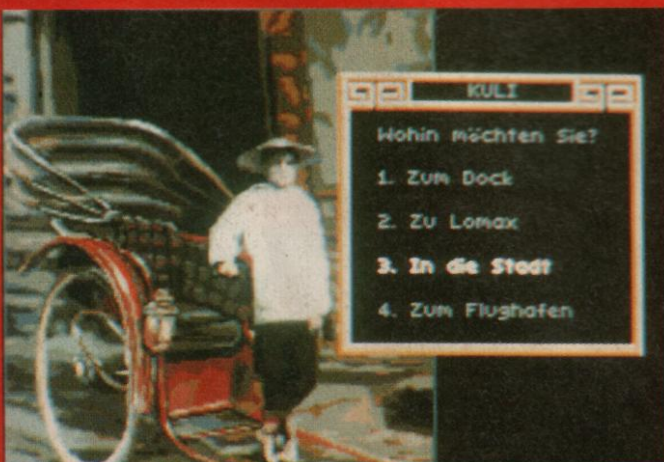 KULI
Wohin möchten Sie?
1. Zum Dock
2. Zu Lomax
3. In die Stadt
4. Zum Flughafen